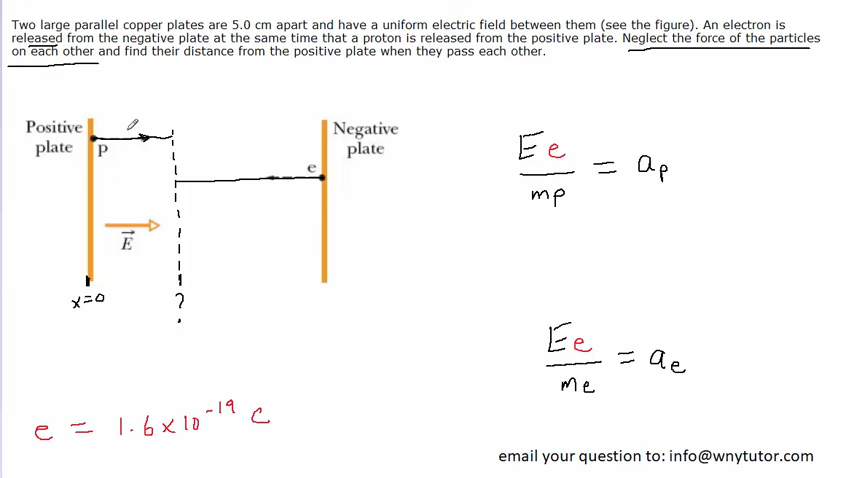 Two large parallel copper plates are 5.0 cm apart and have a uniform electric field between them (see the figure). An electron is
released from the negative plate at the same time that a proton is released from the positive plate. Neglect the force of the particles
on each other and find their distance from the positive plate when they pass each other.
Positive
plate
p
e
Negative
plate
E
x=0
?
Ee/mp = ap
Ee/me = ae
e = 1.6×10⁻¹⁹ C
email your question to: info@wnytutor.com